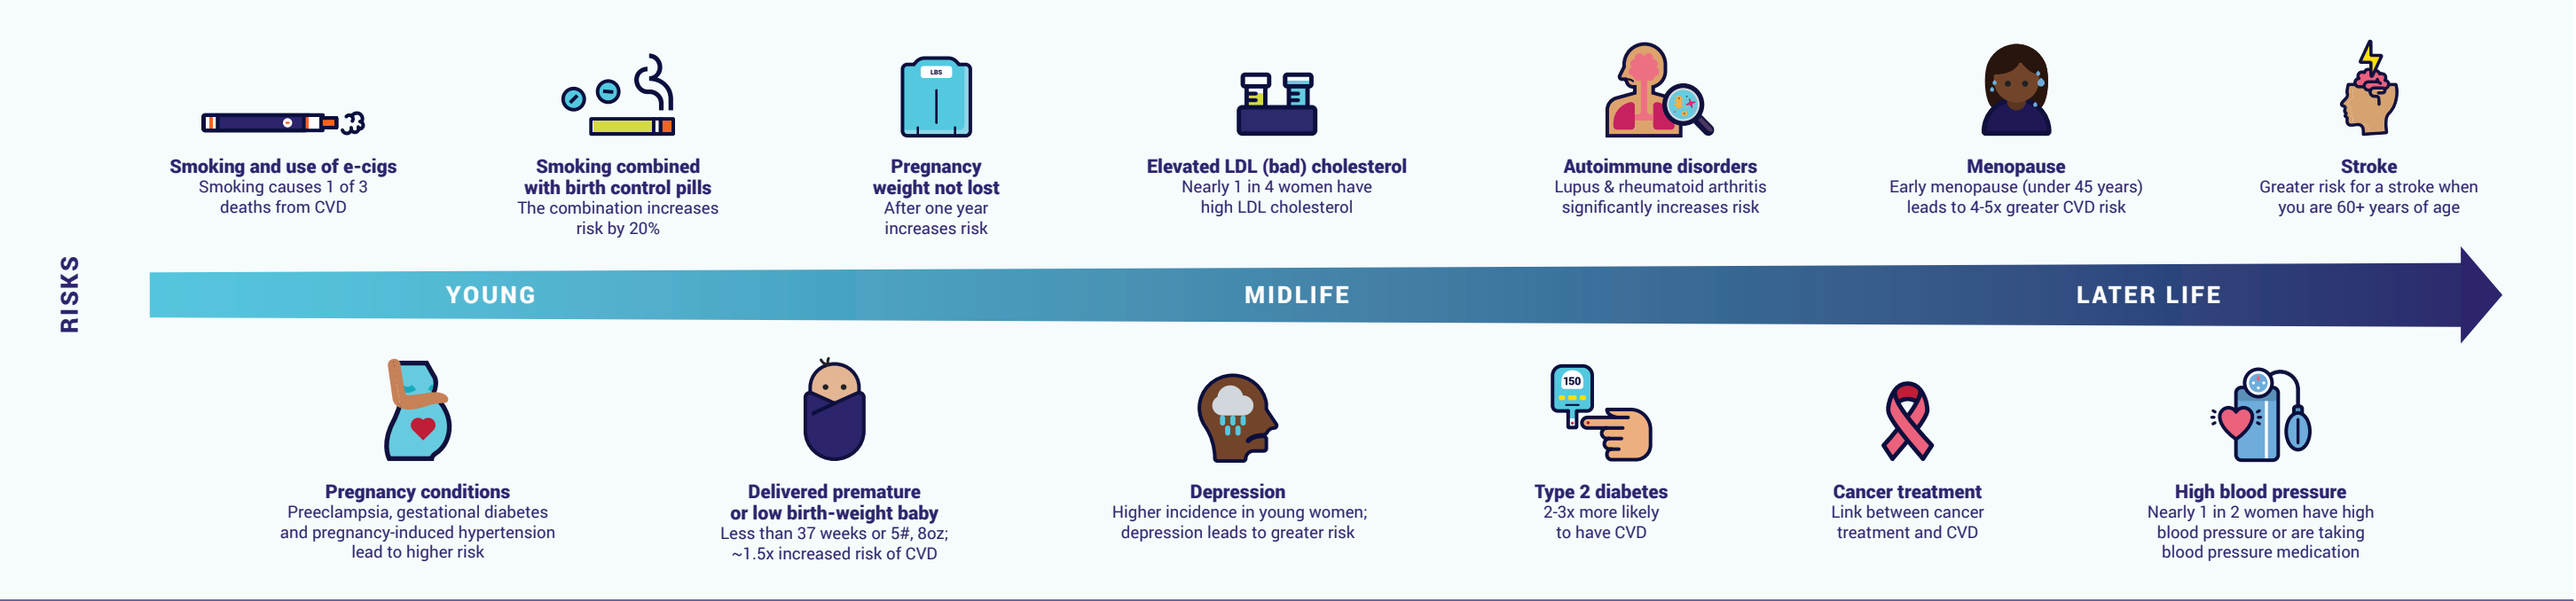 LBS
Smoking and use of e-cigs
Smoking causes 1 of 3
deaths from CVD
Smoking combined
with birth control pills
The combination increases
risk by 20%
Pregnancy
weight not lost
After one year
increases risk
Elevated LDL (bad) cholesterol
Nearly 1 in 4 women have
high LDL cholesterol
Autoimmune disorders
Lupus & rheumatoid arthritis
significantly increases risk
Menopause
Early menopause (under 45 years)
leads to 4-5x greater CVD risk
Stroke
Greater risk for a stroke when
you are 60+ years of age
RISKS
YOUNG
MIDLIFE
LATER LIFE
Pregnancy conditions
Preeclampsia, gestational diabetes
and pregnancy-induced hypertension
lead to higher risk
Delivered premature
or low birth-weight baby
Less than 37 weeks or 5#, 8oz;
~1.5x increased risk of CVD
Depression
Higher incidence in young women;
depression leads to greater risk
150
Type 2 diabetes
2-3x more likely
to have CVD
Cancer treatment
Link between cancer
treatment and CVD
High blood pressure
Nearly 1 in 2 women have high
blood pressure or are taking
blood pressure medication